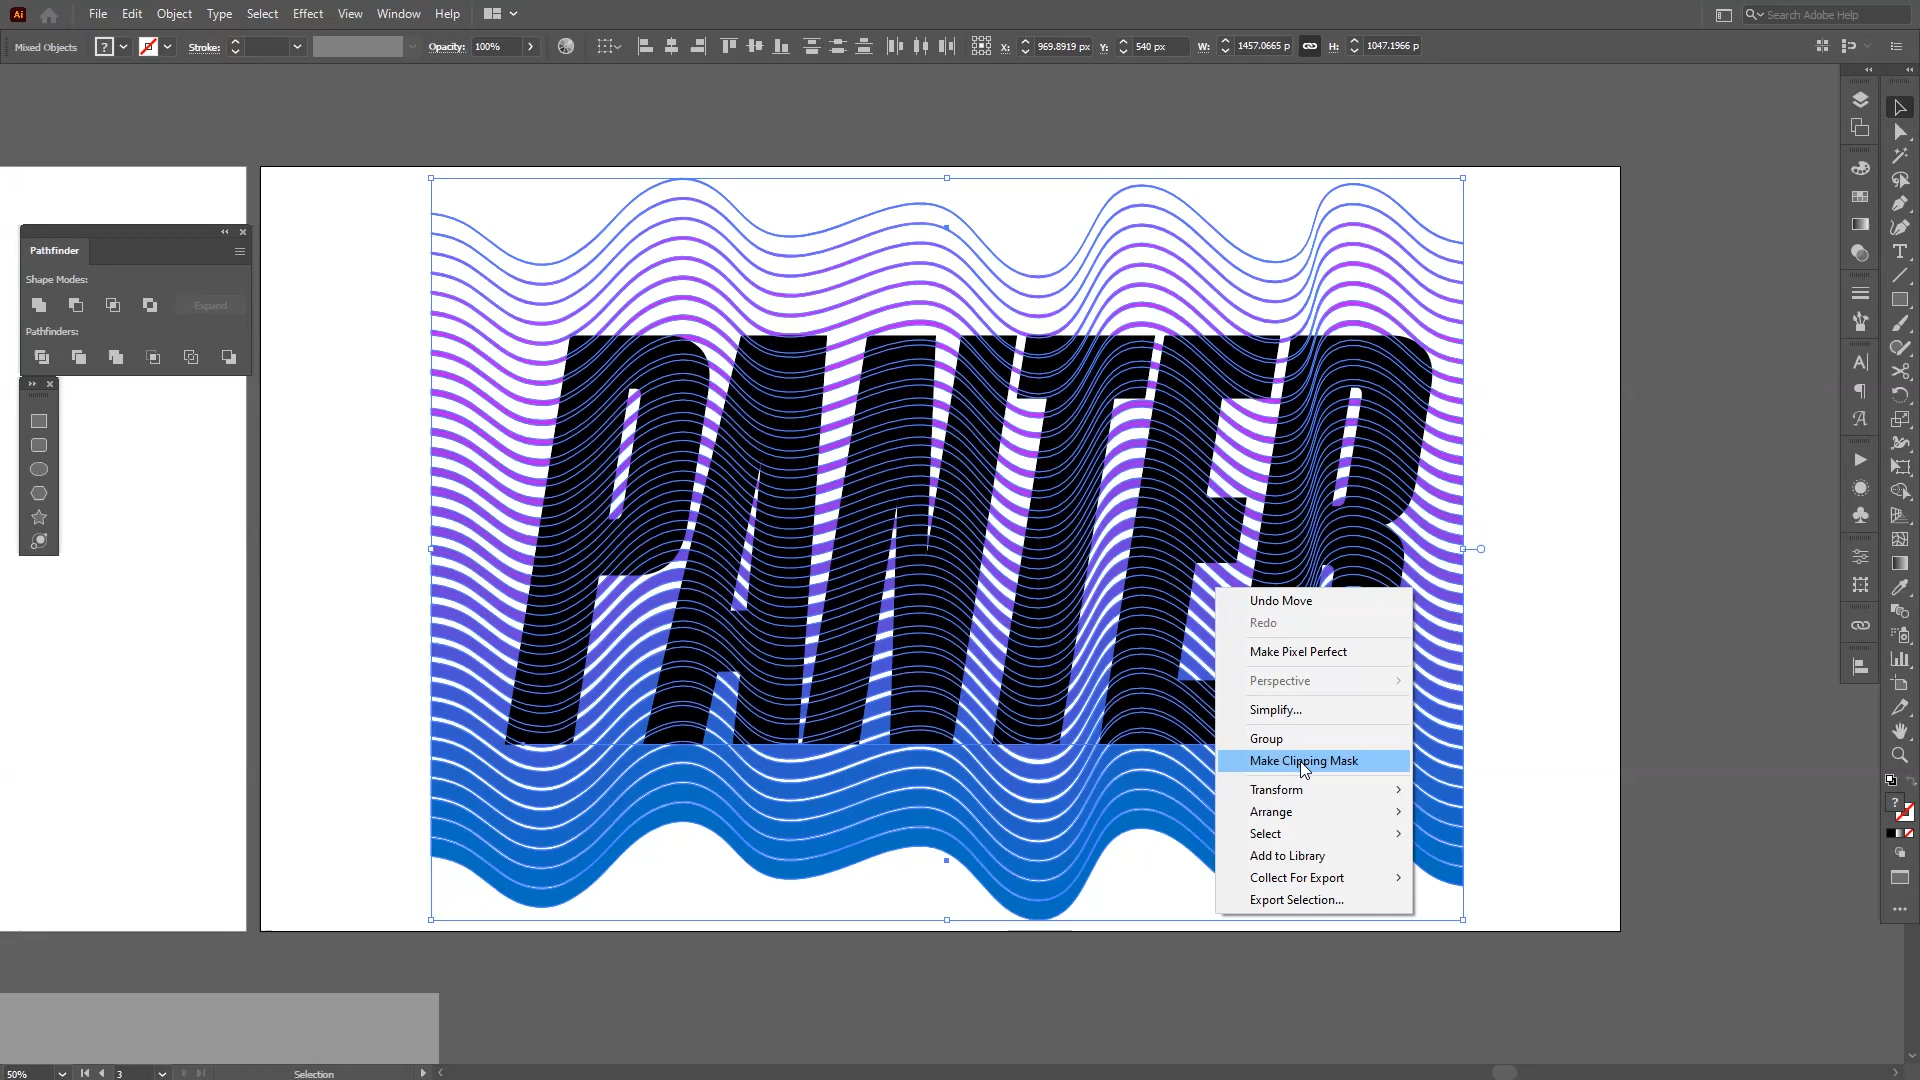 Ai File Edit Object Type Select Effect View Window Help Search Adobe Help
Mixed Objects ? Stroke: Opacity: 100% X: 969.8919 px Y: 540 px W: 1457.0665 p H: 1047.1966 p
Pathfinder
Shape Modes:
Expand
Pathfinders:
Undo Move
Redo
Make Pixel Perfect
Perspective
Simplify...
Group
Make Clipping Mask
Transform
Arrange
Select
Add to Library
Collect For Export
Export Selection...
50% 3 Selection